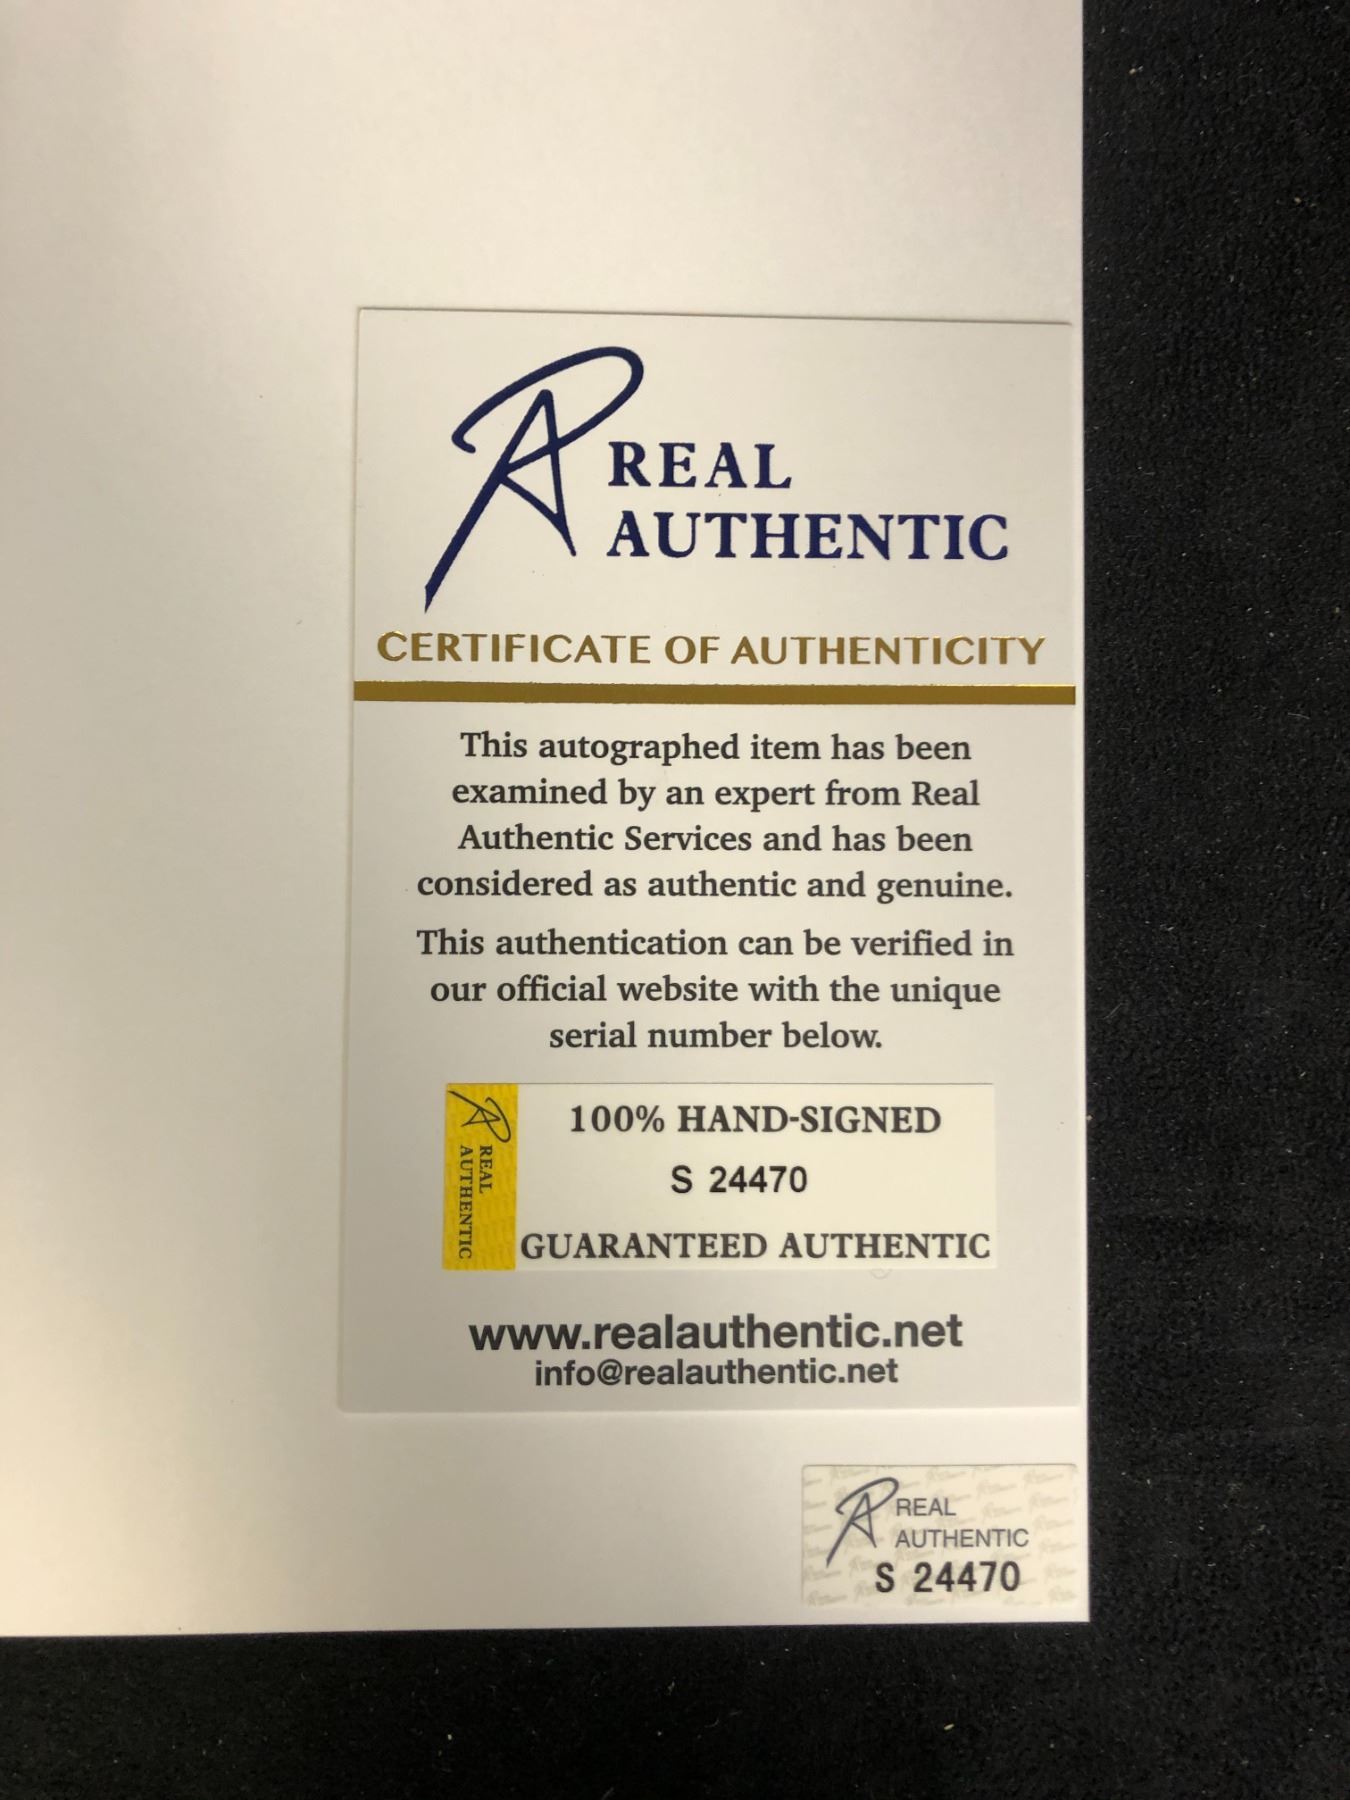 REAL
AUTHENTIC
CERTIFICATE OF AUTHENTICITY
This autographed item has been
examined by an expert from Real
Authentic Services and has been
considered as authentic and genuine.
This authentication can be verified in
our official website with the unique
serial number below.
REAL
AUTHENTIC
100% HAND-SIGNED
S 24470
GUARANTEED AUTHENTIC
www.realauthentic.net
info@realauthentic.net
REAL
AUTHENTIC
S 24470